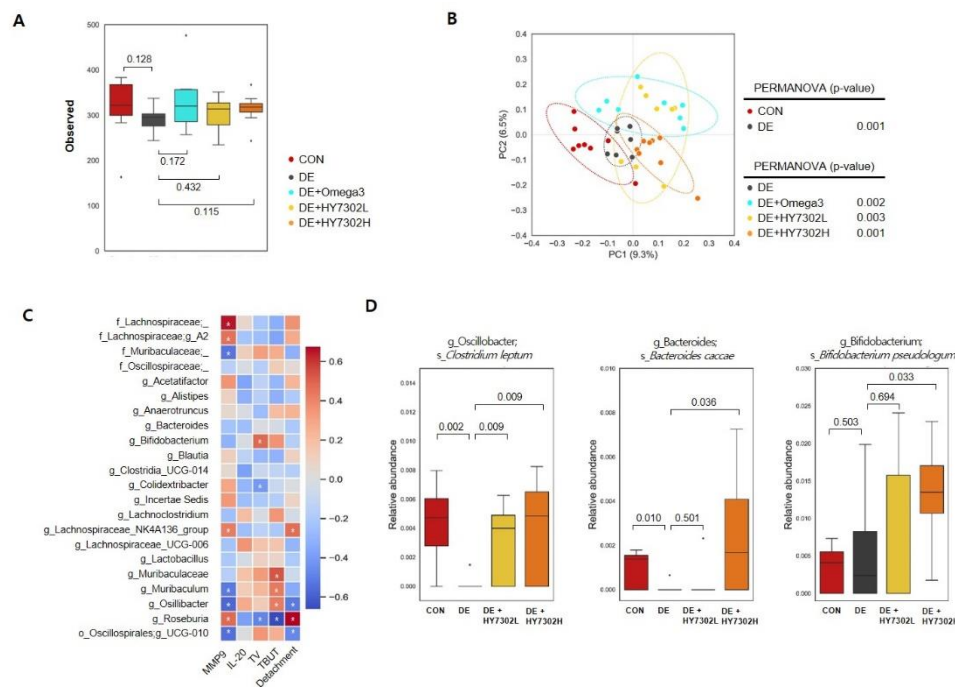 A
500
400
300
200
100
0
Observed
0.128
0.172
0.432
0.115
CON
DE
DE+Omega3
DE+HY7302L
DE+HY7302H
B
0.4
0.3
0.2
0.1
0.0
−0.1
−0.2
−0.3
−0.4
PC2 (6.5%)
−0.4 −0.3 −0.2 −0.1 0.0 0.1 0.2 0.3 0.4
PC1 (9.3%)
PERMANOVA (p-value)
CON
DE 0.001
PERMANOVA (p-value)
DE
DE+Omega3 0.002
DE+HY7302L 0.003
DE+HY7302H 0.001
C
f_Lachnospiraceae;_
f_Lachnospiraceae;g_A2
f_Muribaculaceae;_
f_Oscillospiraceae;_
g_Acetatifactor
g_Alistipes
g_Anaerotruncus
g_Bacteroides
g_Bifidobacterium
g_Blautia
g_Clostridia_UCG-014
g_Colidextribacter
g_Incertae Sedis
g_Lachnoclostridium
g_Lachnospiraceae_NK4A136_group
g_Lachnospiraceae_UCG-006
g_Lactobacillus
g_Muribaculaceae
g_Muribaculum
g_Osillibacter
g_Roseburia
o_Oscillospirales;g_UCG-010
MMP9
IL-20
TV
TBUT
Detachment
0.6
0.4
0.2
0.0
−0.2
−0.4
−0.6
D
g_Oscillobacter;
s_Clostridium leptum
0.014
0.012
0.010
0.008
0.006
0.004
0.002
0.000
Relative abundance
0.009
0.002
0.009
CON DE DE + HY7302L DE + HY7302H
g_Bacteroides;
s_Bacteroides caccae
0.010
0.008
0.006
0.004
0.002
0.000
Relative abundance
0.036
0.010
0.501
CON DE DE + HY7302L DE + HY7302H
g_Bifidobacterium;
s_Bifidobacterium pseudologum
0.030
0.025
0.020
0.015
0.010
0.005
0.000
Relative abundance
0.033
0.694
0.503
CON DE DE + HY7302L DE + HY7302H